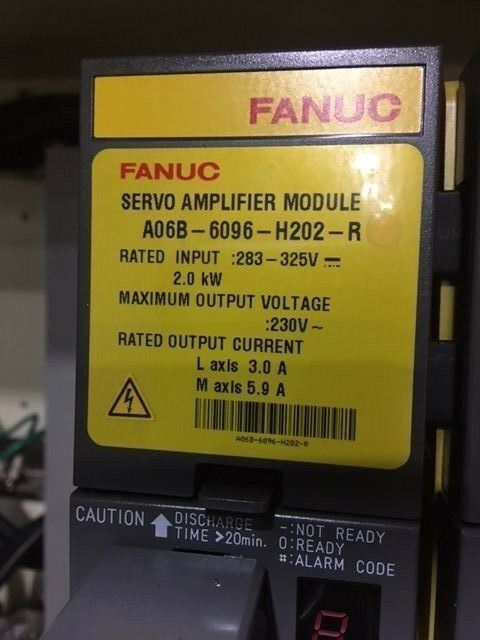 FANUC
FANUC
SERVO AMPLIFIER MODULE
A06B-6096-H202-R
RATED INPUT :283-325V ⎓
2.0 kW
MAXIMUM OUTPUT VOLTAGE
:230V~
RATED OUTPUT CURRENT
L axis 3.0 A
M axis 5.9 A
A06B-6096-H202-R
CAUTION ⬆ DISCHARGE TIME >20min.
-:NOT READY
0:READY
#:ALARM CODE